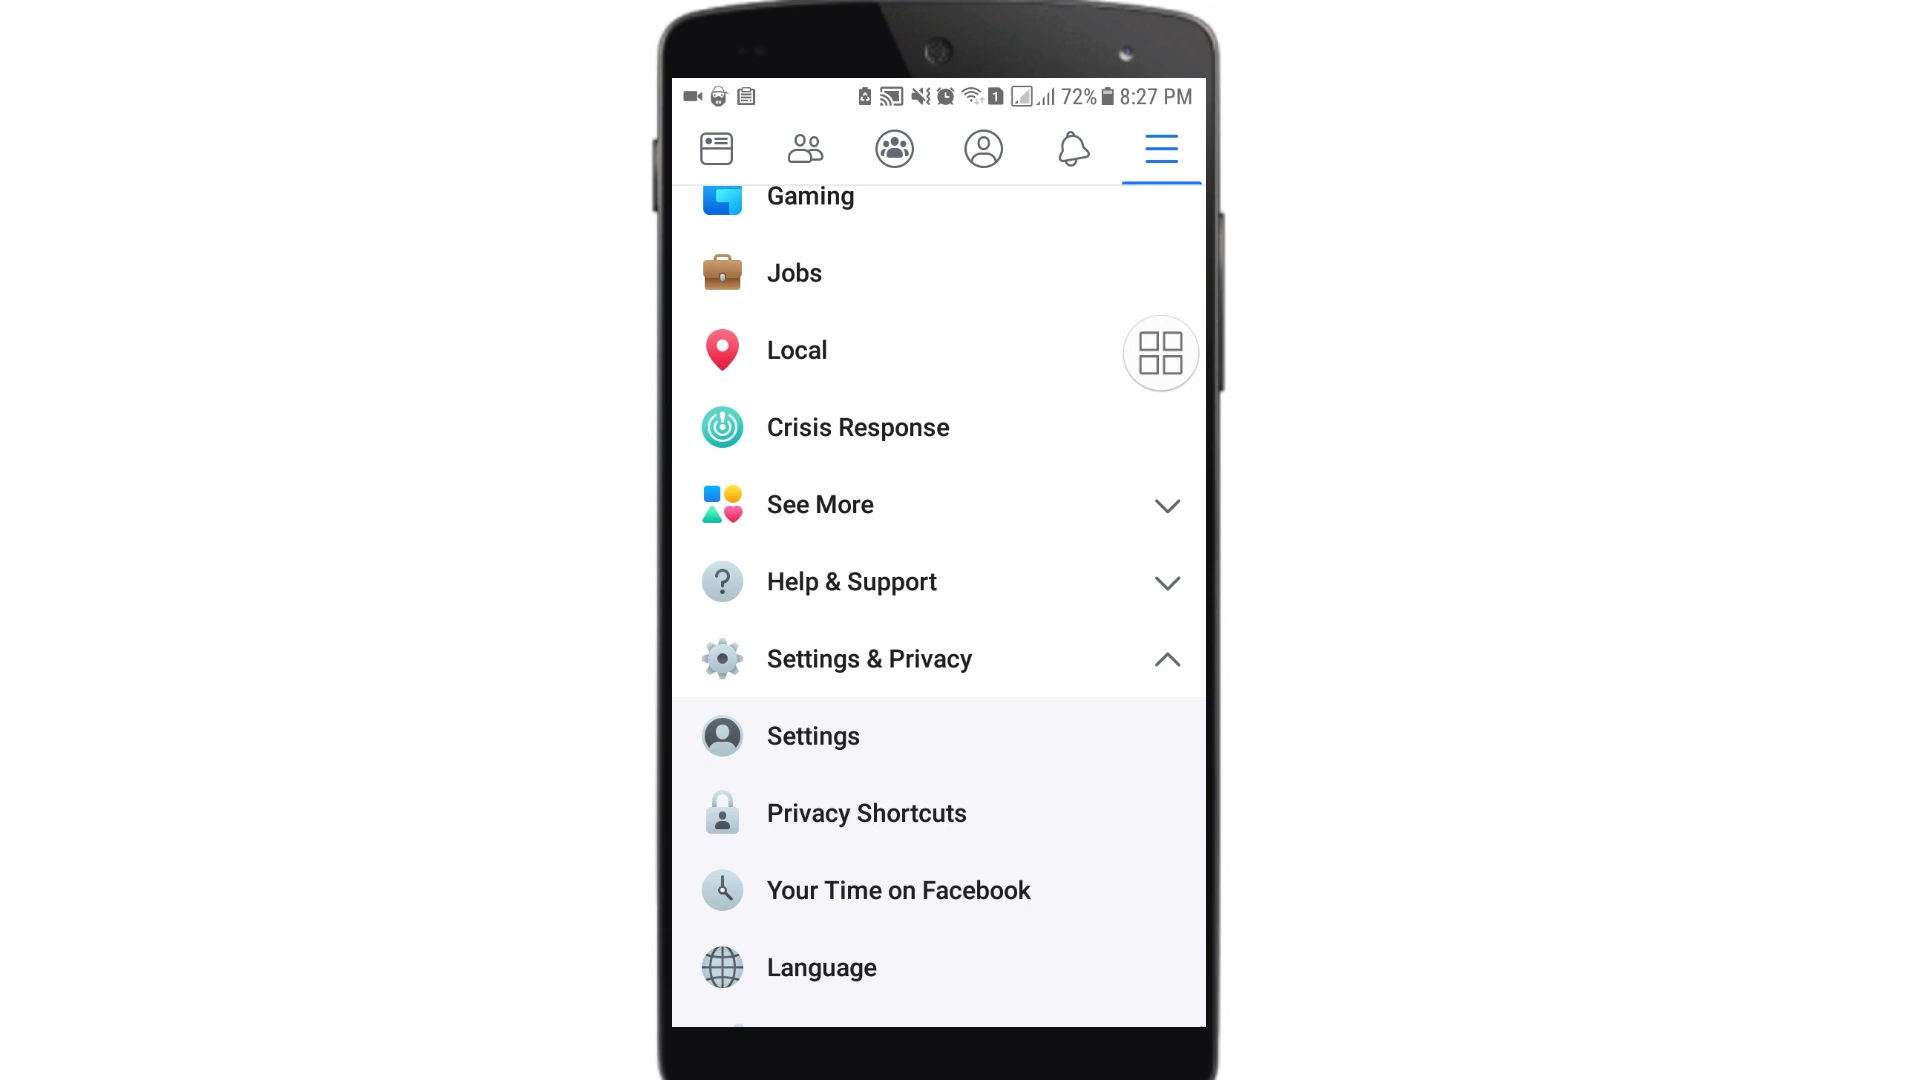 1 72% 8:27 PM
Gaming
Jobs
Local
Crisis Response
See More
Help & Support
Settings & Privacy
Settings
Privacy Shortcuts
Your Time on Facebook
Language